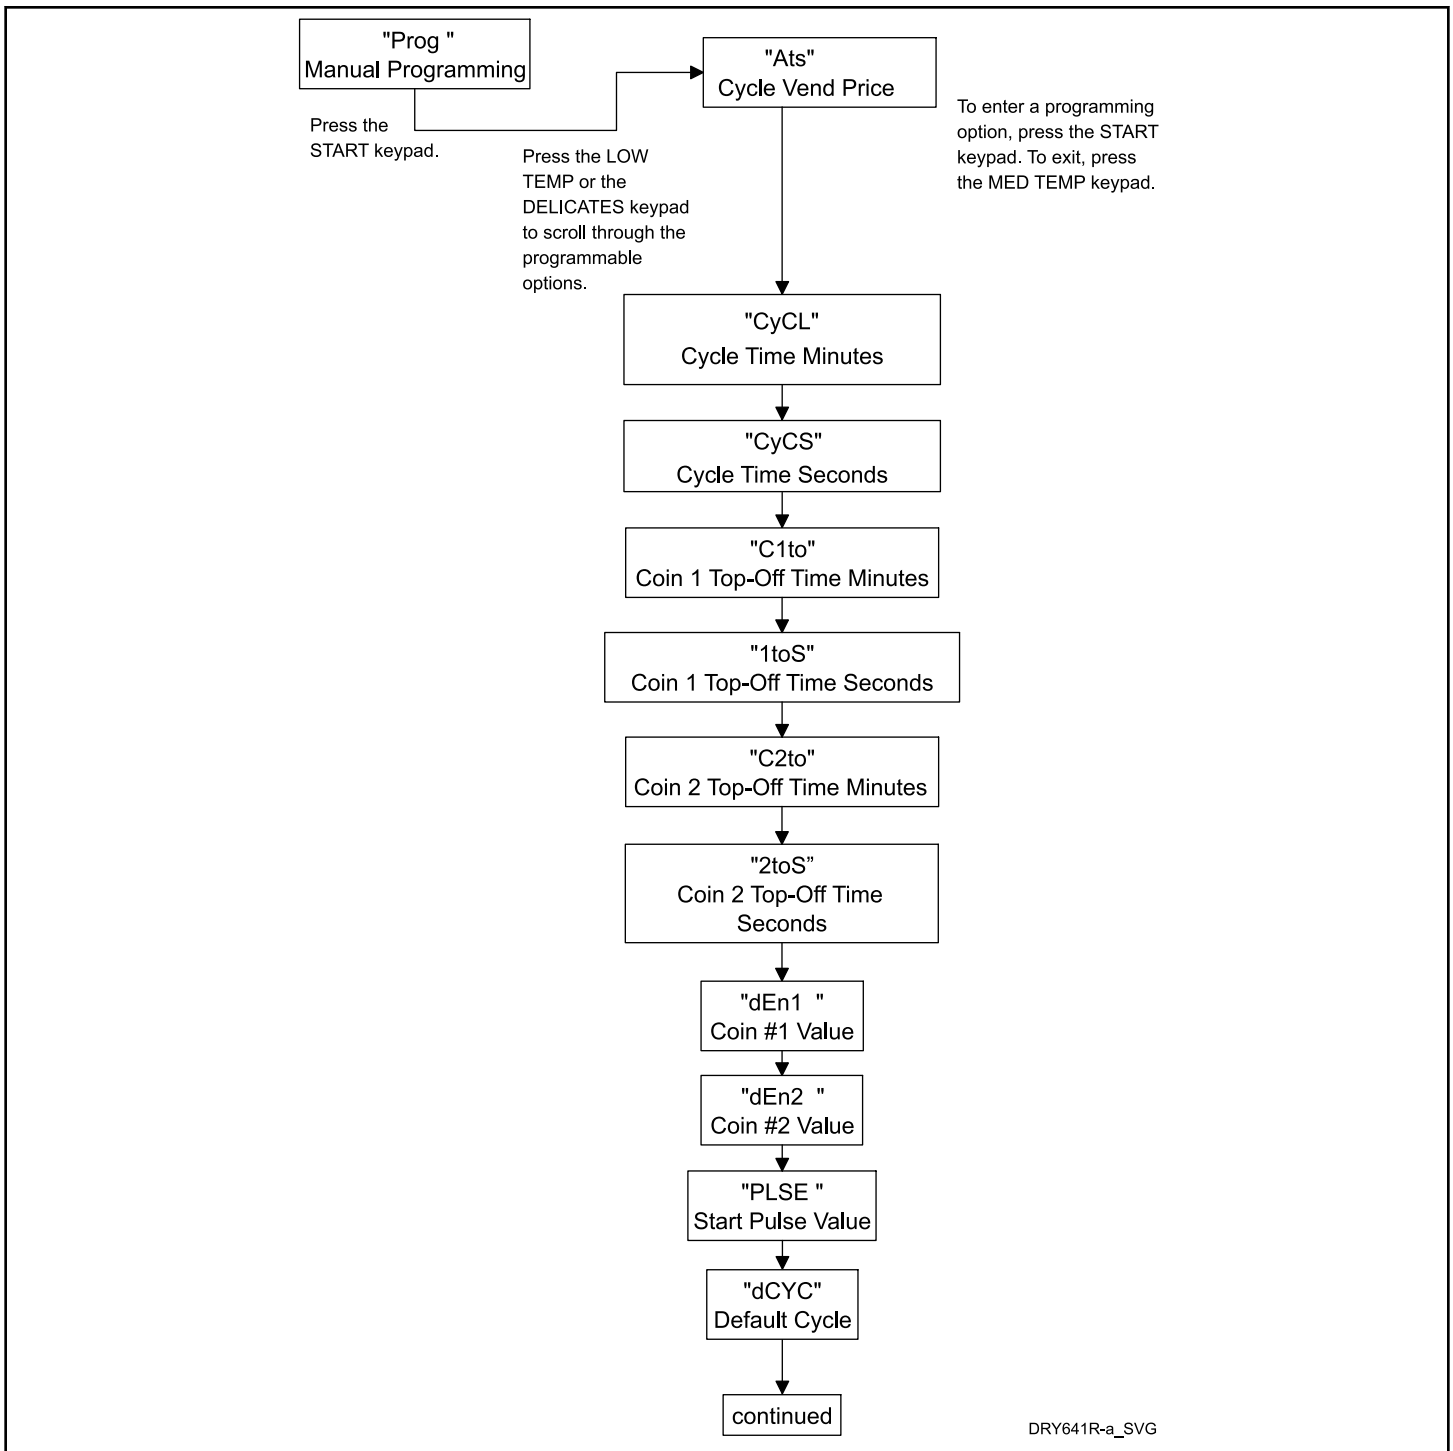 "Prog "
Manual Programming
"Ats"
Cycle Vend Price
Press the
START keypad.
Press the LOW
TEMP or the
DELICATES keypad
to scroll through the
programmable
options.
To enter a programming
option, press the START
keypad. To exit, press
the MED TEMP keypad.
"CyCL"
Cycle Time Minutes
"CyCS"
Cycle Time Seconds
"C1to"
Coin 1 Top-Off Time Minutes
"1toS"
Coin 1 Top-Off Time Seconds
"C2to"
Coin 2 Top-Off Time Minutes
"2toS”
Coin 2 Top-Off Time
Seconds
"dEn1  "
Coin #1 Value
"dEn2  "
Coin #2 Value
"PLSE "
Start Pulse Value
"dCYC"
Default Cycle
continued
DRY641R-a_SVG